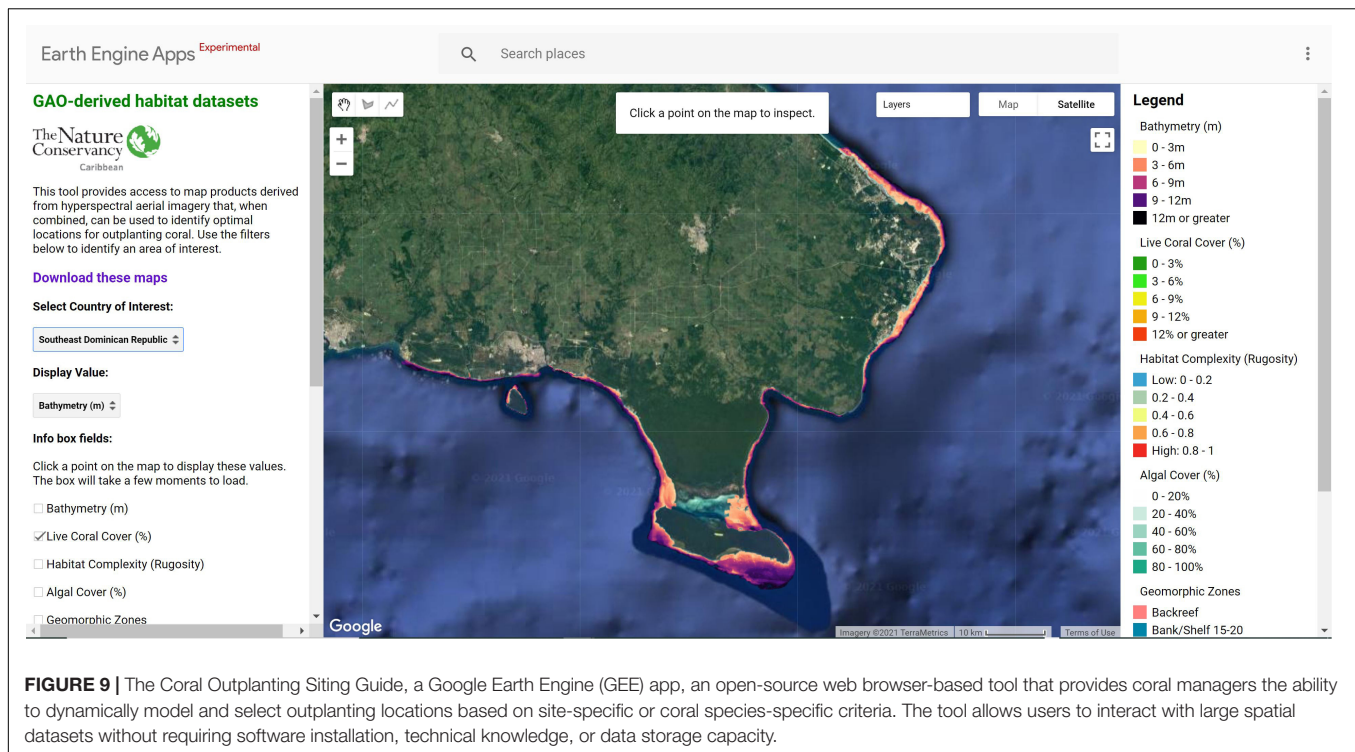 Earth Engine Apps Experimental
Search places
GAO-derived habitat datasets
The Nature
Conservancy
Caribbean
This tool provides access to map products derived
from hyperspectral aerial imagery that, when
combined, can be used to identify optimal
locations for outplanting coral. Use the filters
below to identify an area of interest.
Download these maps
Select Country of Interest:
Southeast Dominican Republic
Display Value:
Bathymetry (m)
Info box fields:
Click a point on the map to display these values.
The box will take a few moments to load.
Bathymetry (m)
Live Coral Cover (%)
Habitat Complexity (Rugosity)
Algal Cover (%)
Geomorphic Zones
+
−
Click a point on the map to inspect.
Layers
Map
Satellite
© 2021 Google
Google
Imagery ©2021 TerraMetrics
10 km
Terms of Use
Legend
Bathymetry (m)
0 - 3m
3 - 6m
6 - 9m
9 - 12m
12m or greater
Live Coral Cover (%)
0 - 3%
3 - 6%
6 - 9%
9 - 12%
12% or greater
Habitat Complexity (Rugosity)
Low: 0 - 0.2
0.2 - 0.4
0.4 - 0.6
0.6 - 0.8
High: 0.8 - 1
Algal Cover (%)
0 - 20%
20 - 40%
40 - 60%
60 - 80%
80 - 100%
Geomorphic Zones
Backreef
Bank/Shelf 15-20
FIGURE 9 | The Coral Outplanting Siting Guide, a Google Earth Engine (GEE) app, an open-source web browser-based tool that provides coral managers the ability
to dynamically model and select outplanting locations based on site-specific or coral species-specific criteria. The tool allows users to interact with large spatial
datasets without requiring software installation, technical knowledge, or data storage capacity.